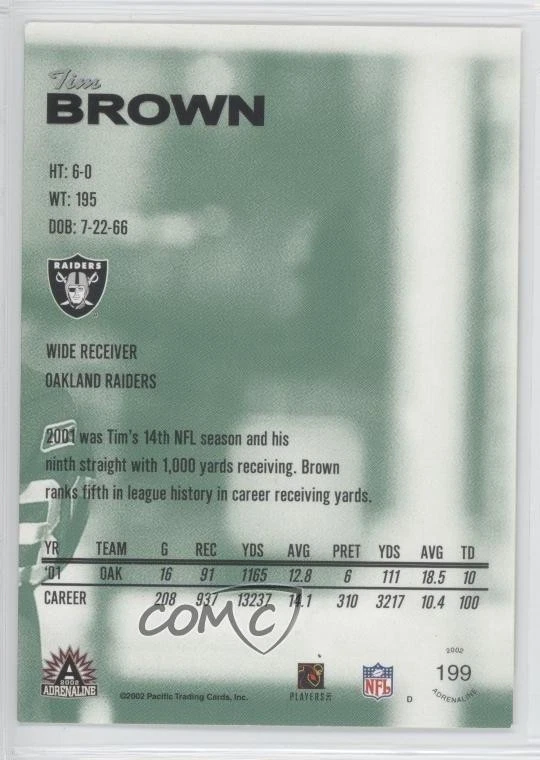 Tim
BROWN
HT: 6-0
WT: 195
DOB: 7-22-66
RAIDERS
WIDE RECEIVER
OAKLAND RAIDERS
2001 was Tim's 14th NFL season and his
ninth straight with 1,000 yards receiving. Brown
ranks fifth in league history in career receiving yards.
YR TEAM G REC YDS AVG PRET YDS AVG TD
'01 OAK 16 91 1165 12.8 6 111 18.5 10
CAREER 208 937 13237 14.1 310 3217 10.4 100
COMC
A
2002
ADRENALINE
©2002 Pacific Trading Cards, Inc.
PLAYERS
NFL
D
2002
199
ADRENALINE